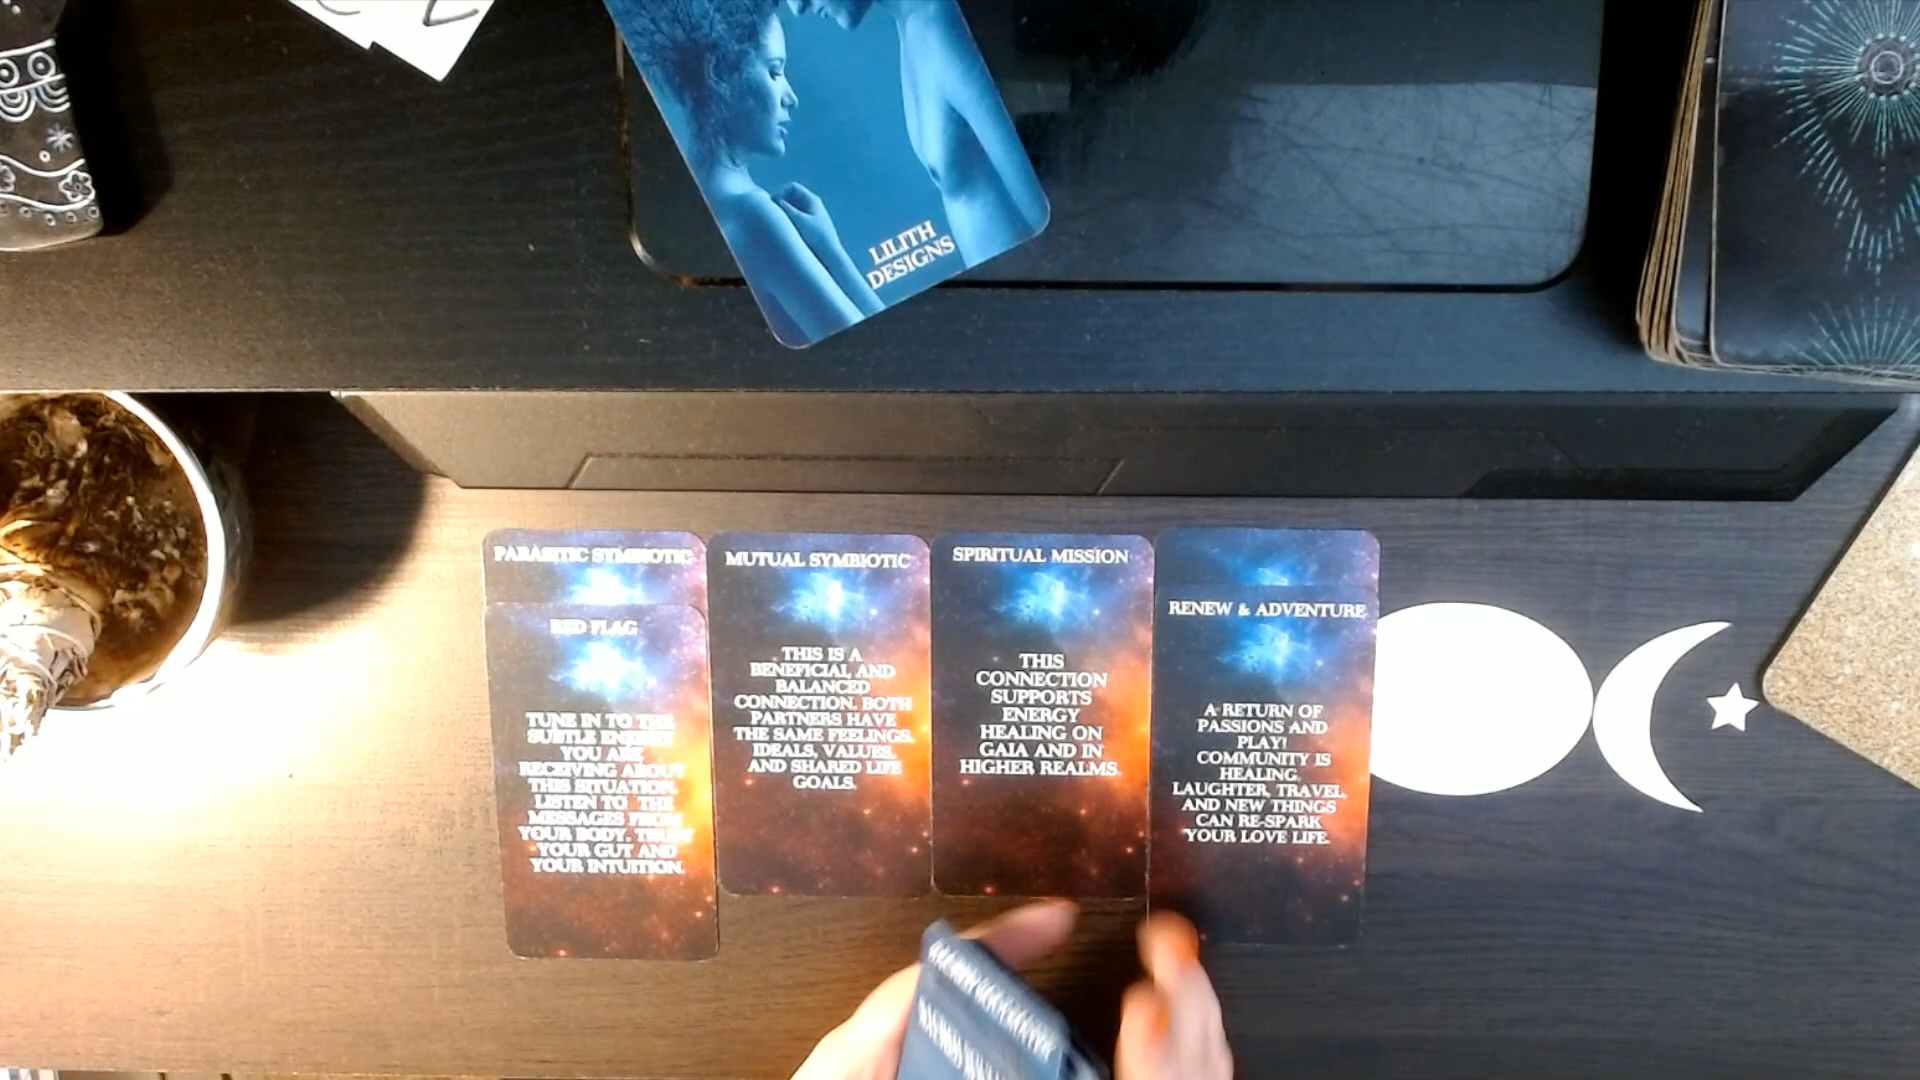 LILITH
DESIGNS
PARASITIC SYMBIOTIC
RED FLAG
TUNE IN TO THE
SUBTLE ENERGY
YOU ARE
RECEIVING ABOUT
THIS SITUATION.
LISTEN TO THE
MESSAGES FROM
YOUR BODY. TRUST
YOUR GUT AND
YOUR INTUITION.
MUTUAL SYMBIOTIC
THIS IS A
BENEFICIAL AND
BALANCED
CONNECTION. BOTH
PARTNERS HAVE
THE SAME FEELINGS,
IDEALS, VALUES,
AND SHARED LIFE
GOALS.
SPIRITUAL MISSION
THIS
CONNECTION
SUPPORTS
ENERGY
HEALING ON
GAIA AND IN
HIGHER REALMS.
RENEW & ADVENTURE
A RETURN OF
PASSIONS AND
PLAY!
COMMUNITY IS
HEALING.
LAUGHTER, TRAVEL,
AND NEW THINGS
CAN RE-SPARK
YOUR LOVE LIFE.